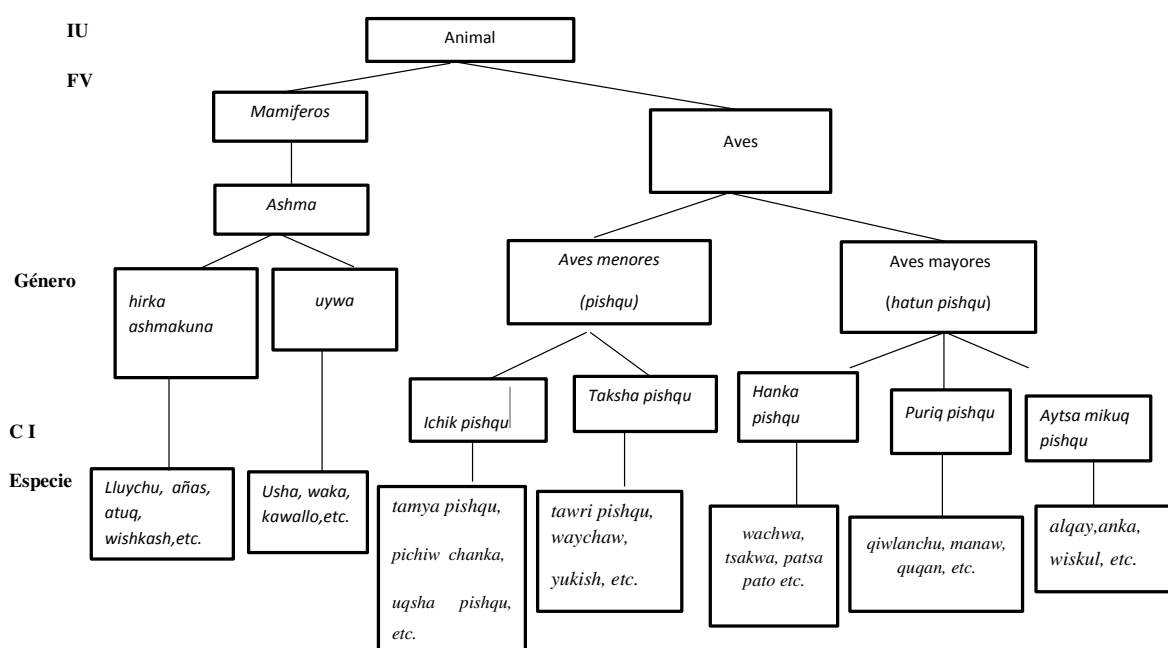 IU
Animal
FV
Mamiferos
Aves
Ashma
Género
hirka
ashmakuna
uywa
Aves menores
(pishqu)
Aves mayores
(hatun pishqu)
C I
Ichik pishqu
Taksha pishqu
Hanka
pishqu
Puriq pishqu
Aytsa mikuq
pishqu
Especie
Lluychu, añas,
atuq,
wishkash,etc.
Usha, waka,
kawallo,etc.
tamya pishqu,
pichiw chanka,
uqsha pishqu,
etc.
tawri pishqu,
waychaw,
yukish, etc.
wachwa,
tsakwa, patsa
pato etc.
qiwlanchu, manaw,
quqan, etc.
alqay,anka,
wiskul, etc.